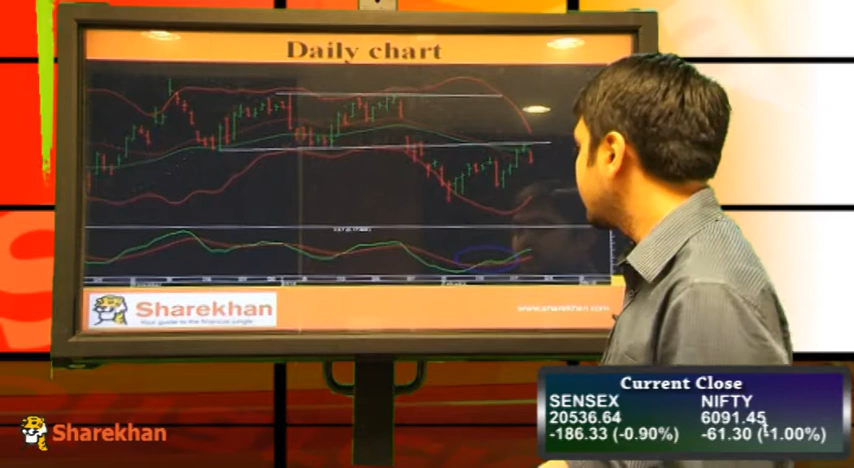 Daily chart
Sharekhan
Your guide to the financial jungle
www.sharekhan.com
Sharekhan
Current Close
SENSEX NIFTY
20536.64 6091.45
-186.33 (-0.90%) -61.30 (-1.00%)